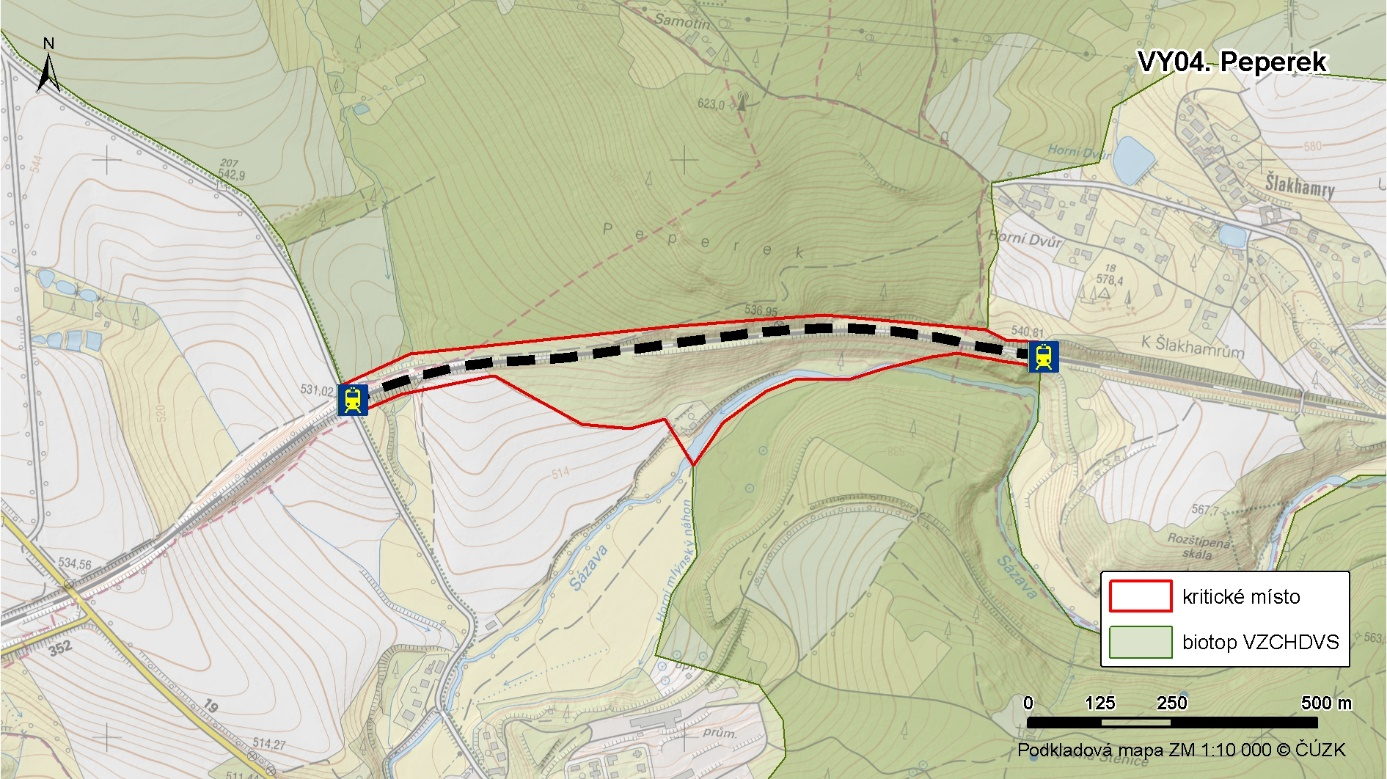 N
Samotín
VY04. Peperek
623,0
544
207
542,9
Horní Dvůr
580
Šlakhamry
P e p e r e k
Horní Dvůr
18
578,4
536,95
540,81
K Šlakhamrům
531,02
520
514
567,7
Rozštípená
skála
534,56
Sázava
Horní mlýnský náhon
Sázava
kritické místo
biotop VZCHDVS
352
19
514,27
prům.
0 125 250 500 m
Podkladová mapa ZM 1:10 000 © ČÚZK